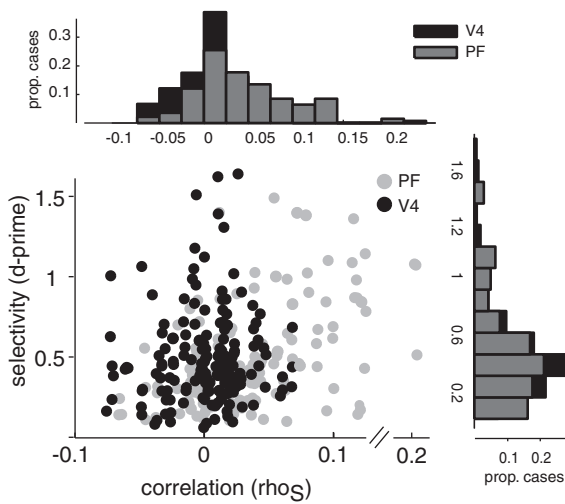 V4
PF
prop. cases
0.3
0.2
0.1
-0.1 -0.05 0 0.05 0.1 0.15 0.2
PF
V4
selectivity (d-prime)
1.5
1
0.5
-0.1 0 0.1 0.2
correlation (rhoS)
1.6
1.2
1
0.6
0.2
0.1 0.2
prop. cases